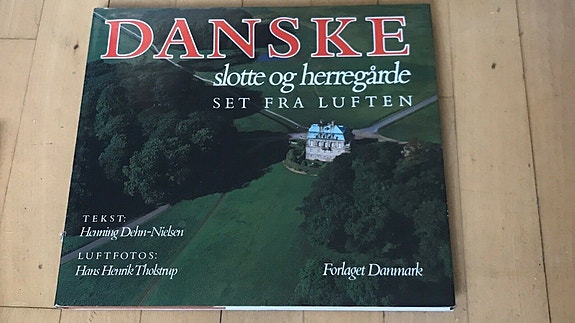 DANSKE
slotte og herregårde
SET FRA LUFTEN
TEKST:
Henning Dehn-Nielsen
LUFTFOTOS:
Hans Henrik Tholstrup
Forlaget Danmark